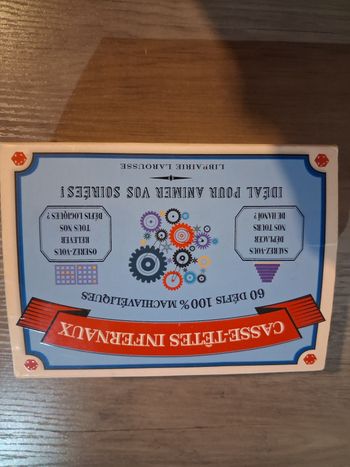 CASSE-TÊTES INFERNAUX
60 DÉFIS 100% MACHIAVÉLIQUES
SAUREZ-VOUS
DÉPLACER
NOS TOURS
DE HANOÏ ?
OSEREZ-VOUS
RELEVER
TOUS NOS
DÉFIS LOGIQUES ?
IDÉAL POUR ANIMER VOS SOIRÉES !
LIBRAIRIE LAROUSSE